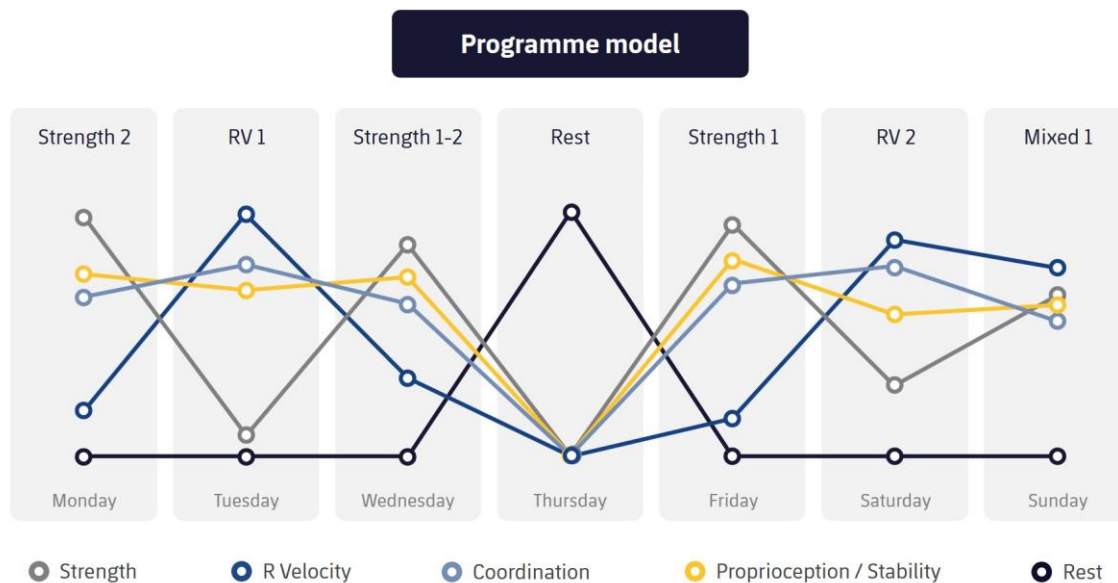 Programme model
Strength 2
RV 1
Strength 1-2
Rest
Strength 1
RV 2
Mixed 1
Monday
Tuesday
Wednesday
Thursday
Friday
Saturday
Sunday
Strength
R Velocity
Coordination
Proprioception / Stability
Rest